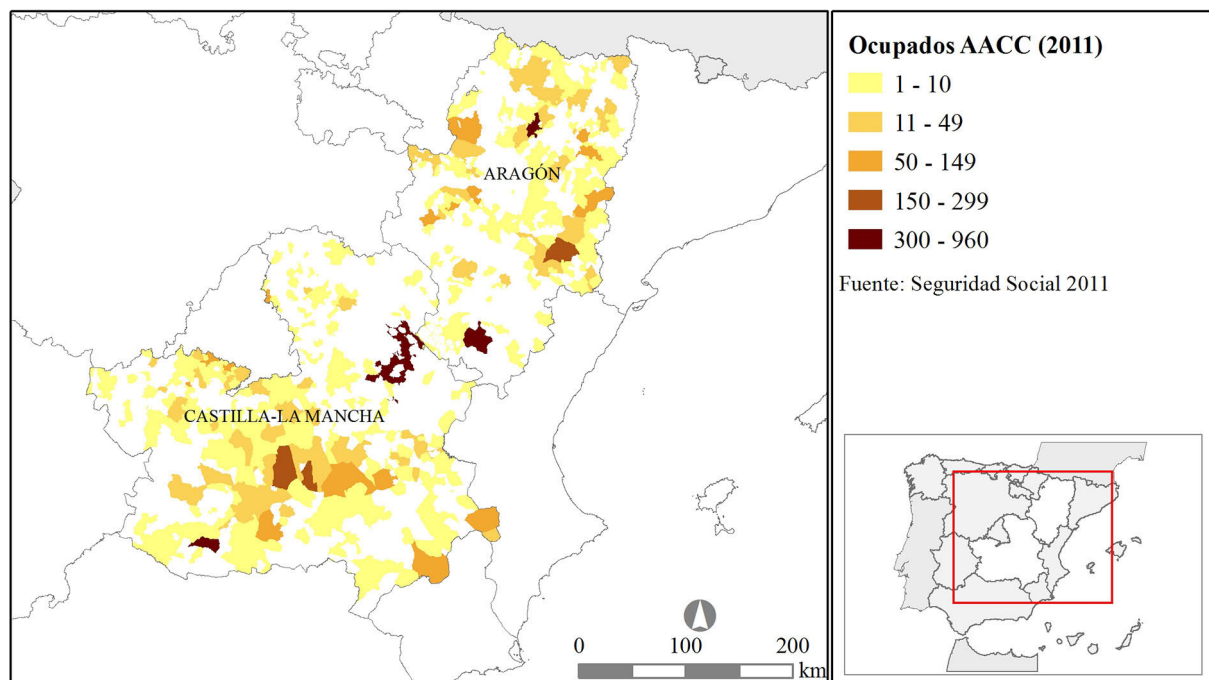 ARAGÓN
CASTILLA-LA MANCHA
0 100 200
km
Ocupados AACC (2011)
1 - 10
11 - 49
50 - 149
150 - 299
300 - 960
Fuente: Seguridad Social 2011